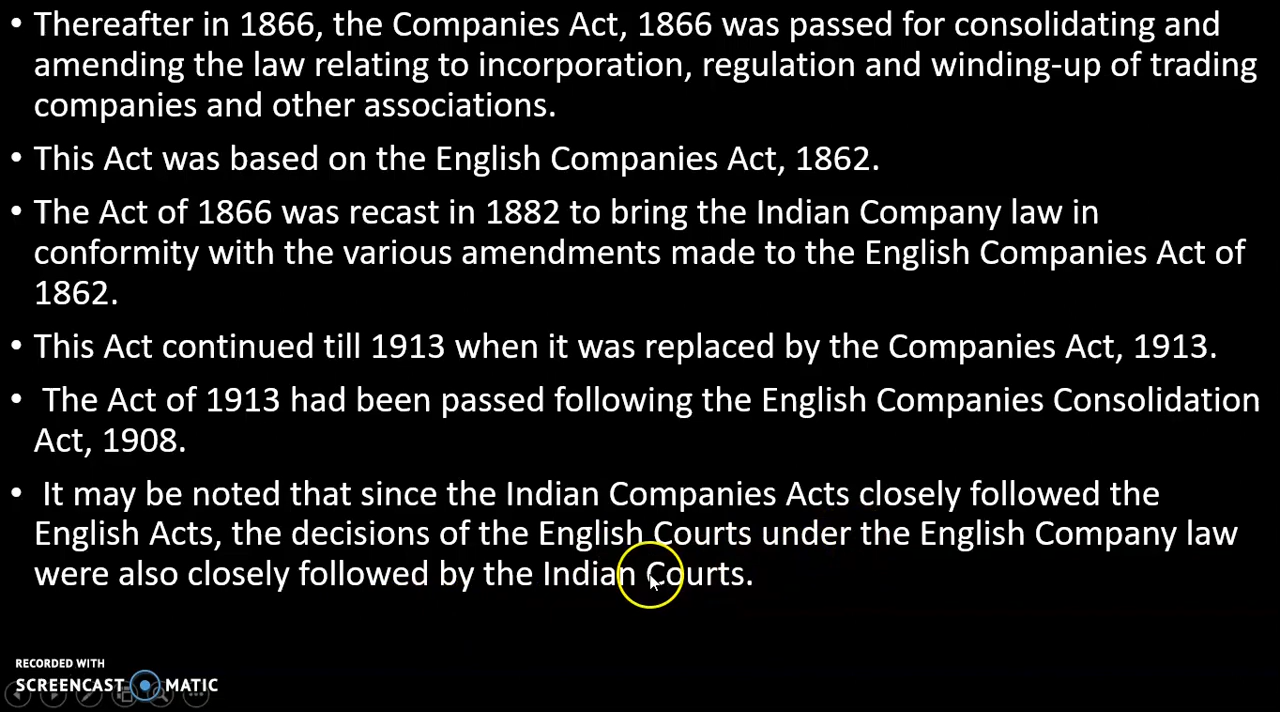 • Thereafter in 1866, the Companies Act, 1866 was passed for consolidating and
amending the law relating to incorporation, regulation and winding-up of trading
companies and other associations.
• This Act was based on the English Companies Act, 1862.
• The Act of 1866 was recast in 1882 to bring the Indian Company law in
conformity with the various amendments made to the English Companies Act of
1862.
• This Act continued till 1913 when it was replaced by the Companies Act, 1913.
• The Act of 1913 had been passed following the English Companies Consolidation
Act, 1908.
• It may be noted that since the Indian Companies Acts closely followed the
English Acts, the decisions of the English Courts under the English Company law
were also closely followed by the Indian Courts.
RECORDED WITH
SCREENCAST MATIC